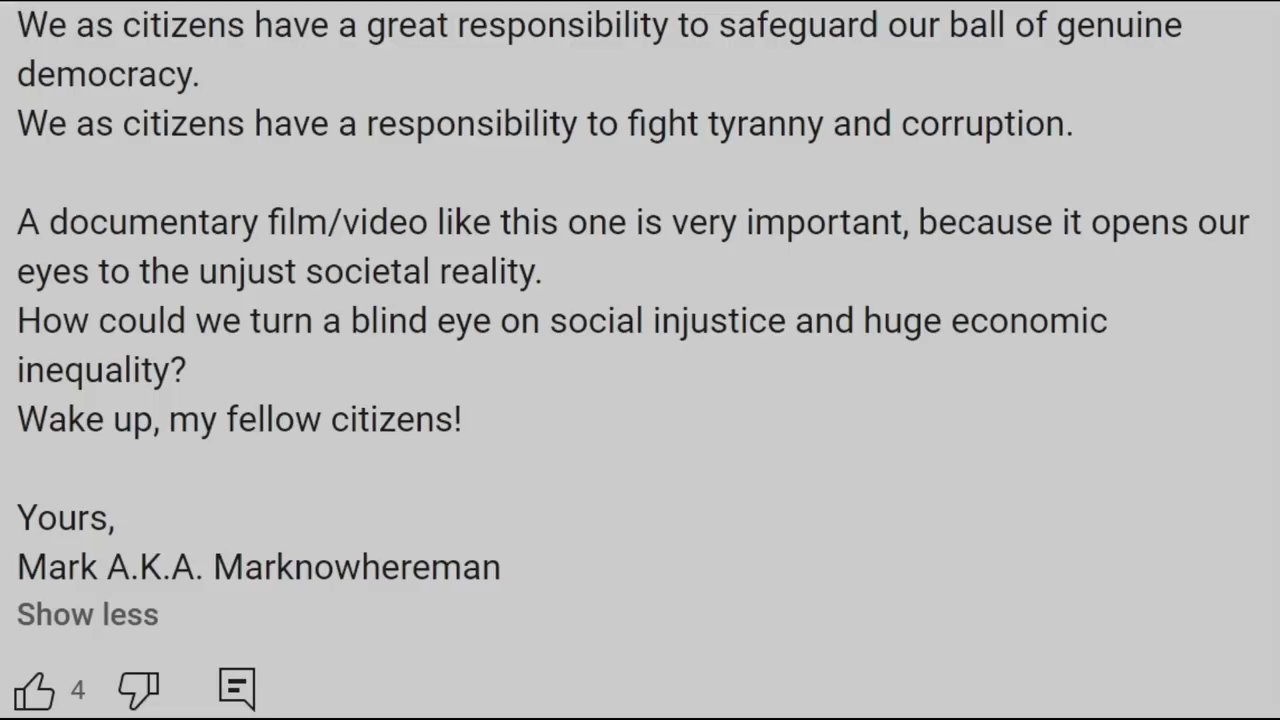 We as citizens have a great responsibility to safeguard our ball of genuine
democracy.
We as citizens have a responsibility to fight tyranny and corruption.
A documentary film/video like this one is very important, because it opens our
eyes to the unjust societal reality.
How could we turn a blind eye on social injustice and huge economic
inequality?
Wake up, my fellow citizens!
Yours,
Mark A.K.A. Marknowhereman
Show less
4